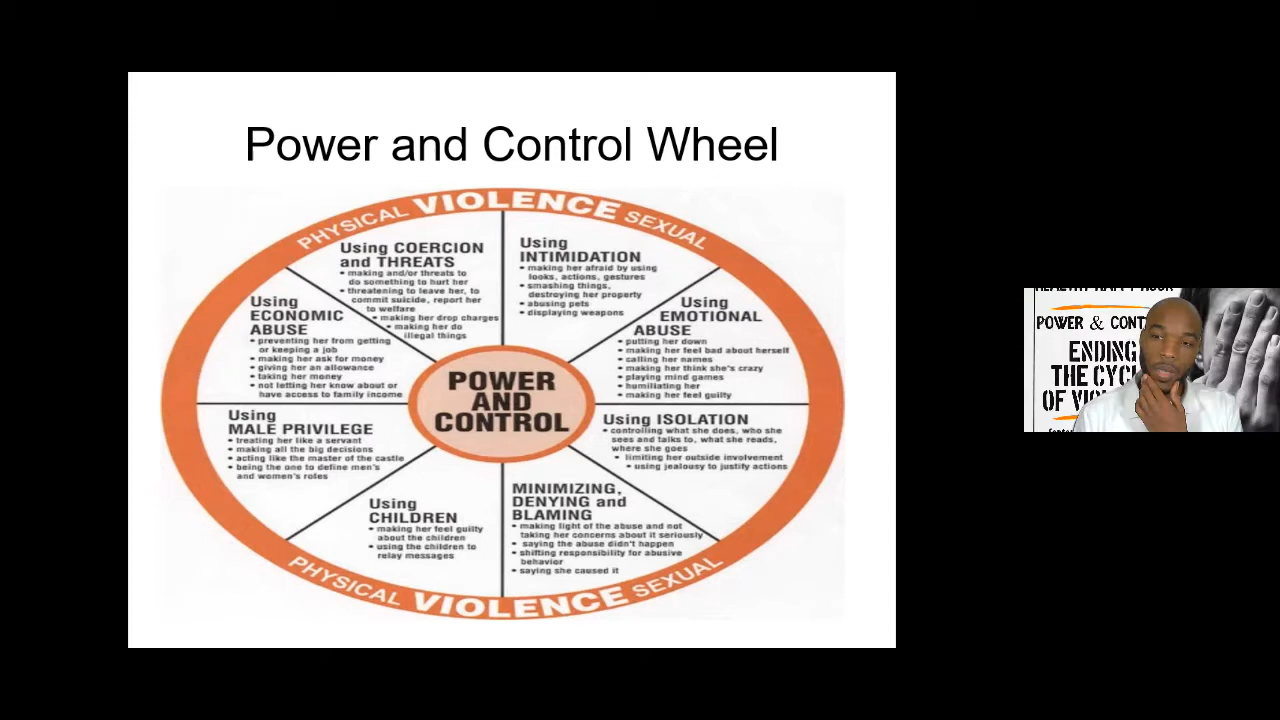 Power and Control Wheel
PHYSICAL VIOLENCE SEXUAL
Using COERCION
and THREATS
• making and/or threats to
do something to hurt her
• threatening to leave her, to
commit suicide, report her
to welfare
• making her drop charges
• making her do
illegal things
Using
INTIMIDATION
• making her afraid by using
looks, actions, gestures
• smashing things,
destroying her property
• abusing pets
• displaying weapons
Using
ECONOMIC
ABUSE
• preventing her from getting
or keeping a job
• making her ask for money
• giving her an allowance
• taking her money
• not letting her know about or
have access to family income
Using
EMOTIONAL
ABUSE
• putting her down
• making her feel bad about herself
• calling her names
• making her think she's crazy
• playing mind games
• humiliating her
• making her feel guilty
POWER
AND
CONTROL
Using
MALE PRIVILEGE
• treating her like a servant
• making all the big decisions
• acting like the master of the castle
• being the one to define men's
and women's roles
Using ISOLATION
• controlling what she does, who she
sees and talks to, what she reads,
where she goes
• limiting her outside involvement
• using jealousy to justify actions
Using
CHILDREN
• making her feel guilty
about the children
• using the children to
relay messages
MINIMIZING,
DENYING and
BLAMING
• making light of the abuse and not
taking her concerns about it seriously
• saying the abuse didn't happen
• shifting responsibility for abusive
behavior
• saying she caused it
PHYSICAL VIOLENCE SEXUAL
POWER & CONT
ENDING
THE CYC
OF VIO